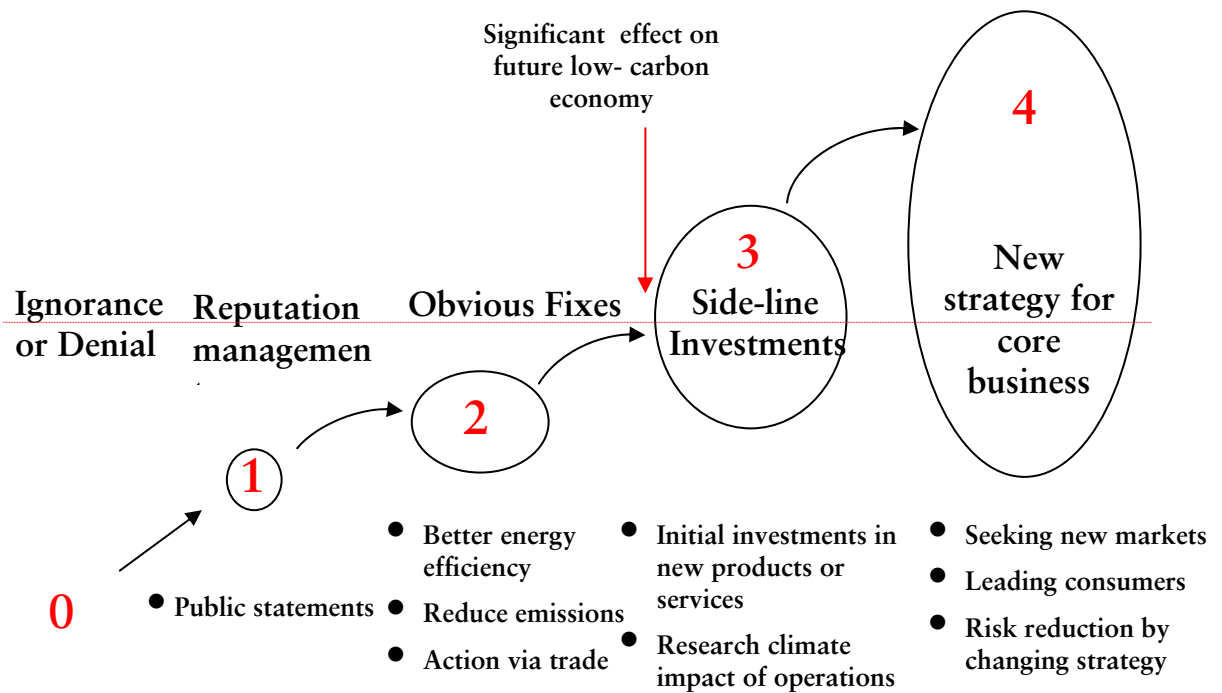 Significant effect on
future low- carbon
economy
4
3
New
strategy for
core
business
Side-line
Investments
Obvious Fixes
Reputation
managemen
Ignorance
or Denial
2
1
0
Public statements
Better energy
efficiency
Reduce emissions
Action via trade
Initial investments in
new products or
services
Research climate
impact of operations
Seeking new markets
Leading consumers
Risk reduction by
changing strategy